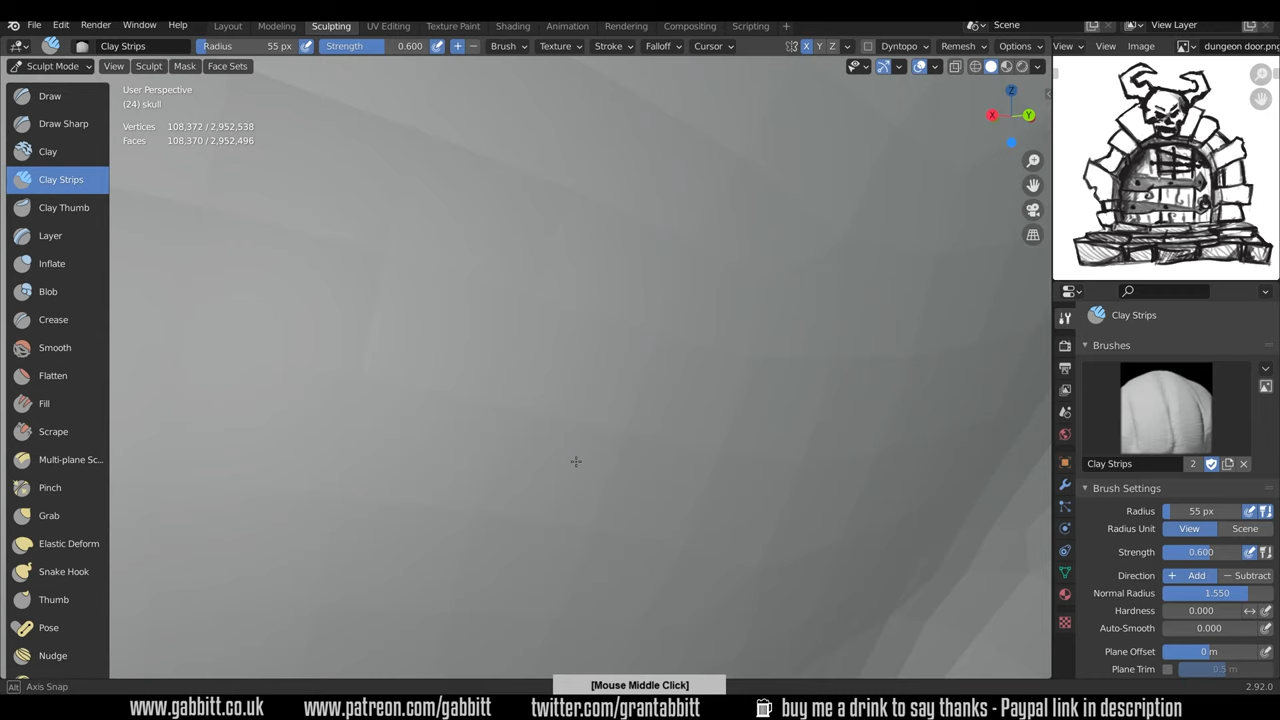 File Edit Render Window Help Layout Modeling Sculpting UV Editing Texture Paint Shading Animation Rendering Compositing Scripting + Scene View Layer
Clay Strips Radius 55 px Strength 0.600 Brush Texture Stroke Falloff Cursor X Y Z Dyntopo Remesh Options View View Image dungeon door.png
Sculpt Mode View Sculpt Mask Face Sets
User Perspective
(24) skull
Vertices 108,372 / 2,952,538
Faces 108,370 / 2,952,496
Z
X Y
Draw
Draw Sharp
Clay
Clay Strips
Clay Thumb
Layer
Inflate
Blob
Crease
Smooth
Flatten
Fill
Scrape
Multi-plane Sc...
Pinch
Grab
Elastic Deform
Snake Hook
Thumb
Pose
Nudge
Clay Strips
Brushes
Clay Strips 2
Brush Settings
Radius 55 px
Radius Unit View Scene
Strength 0.600
Direction + Add − Subtract
Normal Radius 1.550
Hardness 0.000
Auto-Smooth 0.000
Plane Offset 0 m
Plane Trim 0.5 m
Alt Axis Snap [Mouse Middle Click] 2.92.0
www.gabbitt.co.uk www.patreon.com/gabbitt twitter.com/grantabbitt buy me a drink to say thanks - Paypal link in description